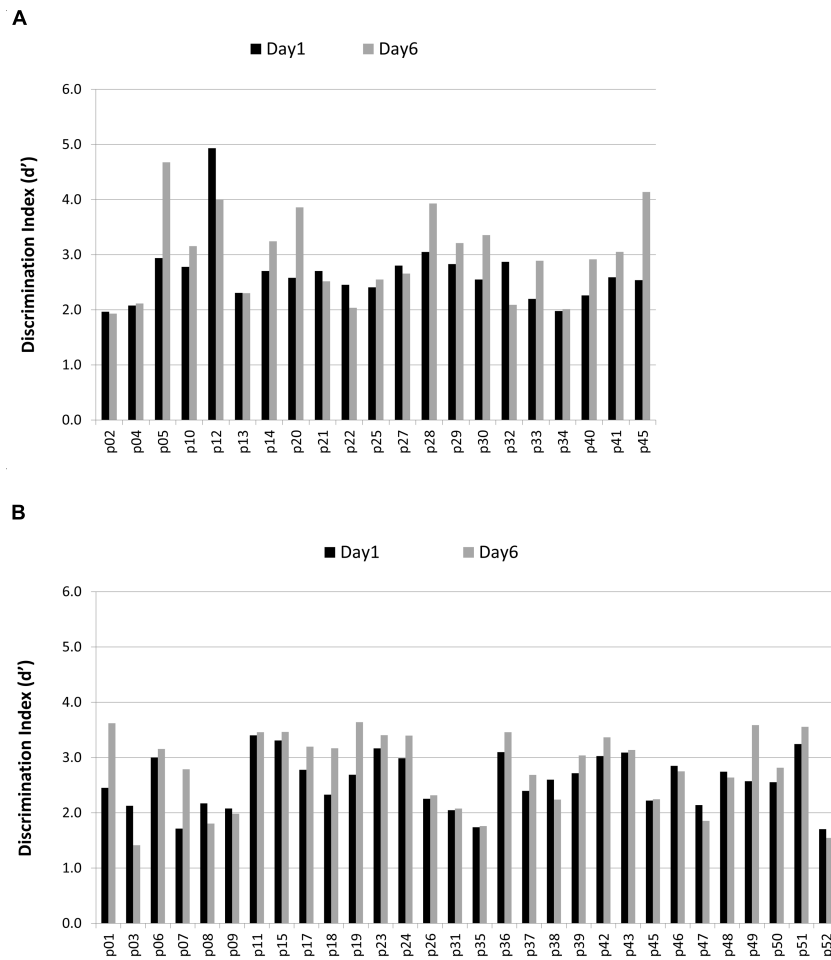 A
Day1 Day6
Discrimination Index (d’)
6.0
5.0
4.0
3.0
2.0
1.0
0.0
p02 p04 p05 p10 p12 p13 p14 p20 p21 p22 p25 p27 p28 p29 p30 p32 p33 p34 p40 p41 p45
B
Day1 Day6
Discrimination Index (d’)
6.0
5.0
4.0
3.0
2.0
1.0
0.0
p01 p03 p06 p07 p08 p09 p11 p15 p17 p18 p19 p23 p24 p26 p31 p35 p36 p37 p38 p39 p42 p43 p45 p46 p47 p48 p49 p50 p51 p52